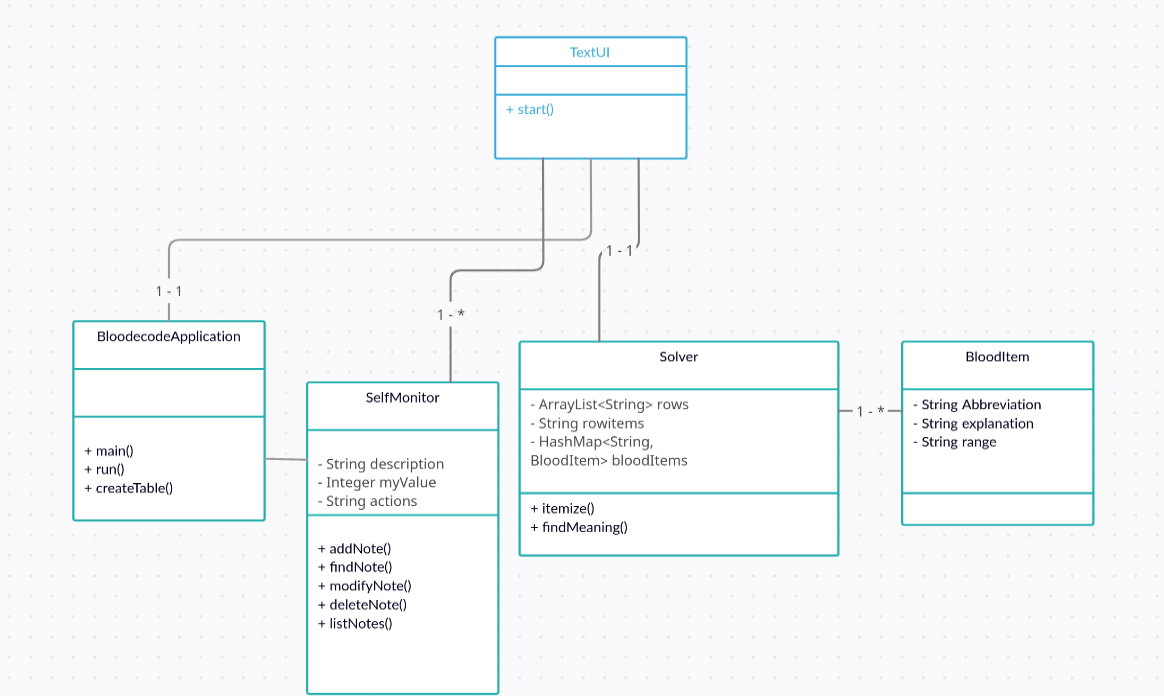 TextUI
+ start()
1 - 1
1 - 1
1 - *
BloodecodeApplication
+ main()
+ run()
+ createTable()
SelfMonitor
- String description
- Integer myValue
- String actions
+ addNote()
+ findNote()
+ modifyNote()
+ deleteNote()
+ listNotes()
Solver
- ArrayList<String> rows
- String rowitems
- HashMap<String,
BloodItem> bloodItems
+ itemize()
+ findMeaning()
1 - *
BloodItem
- String Abbreviation
- String explanation
- String range